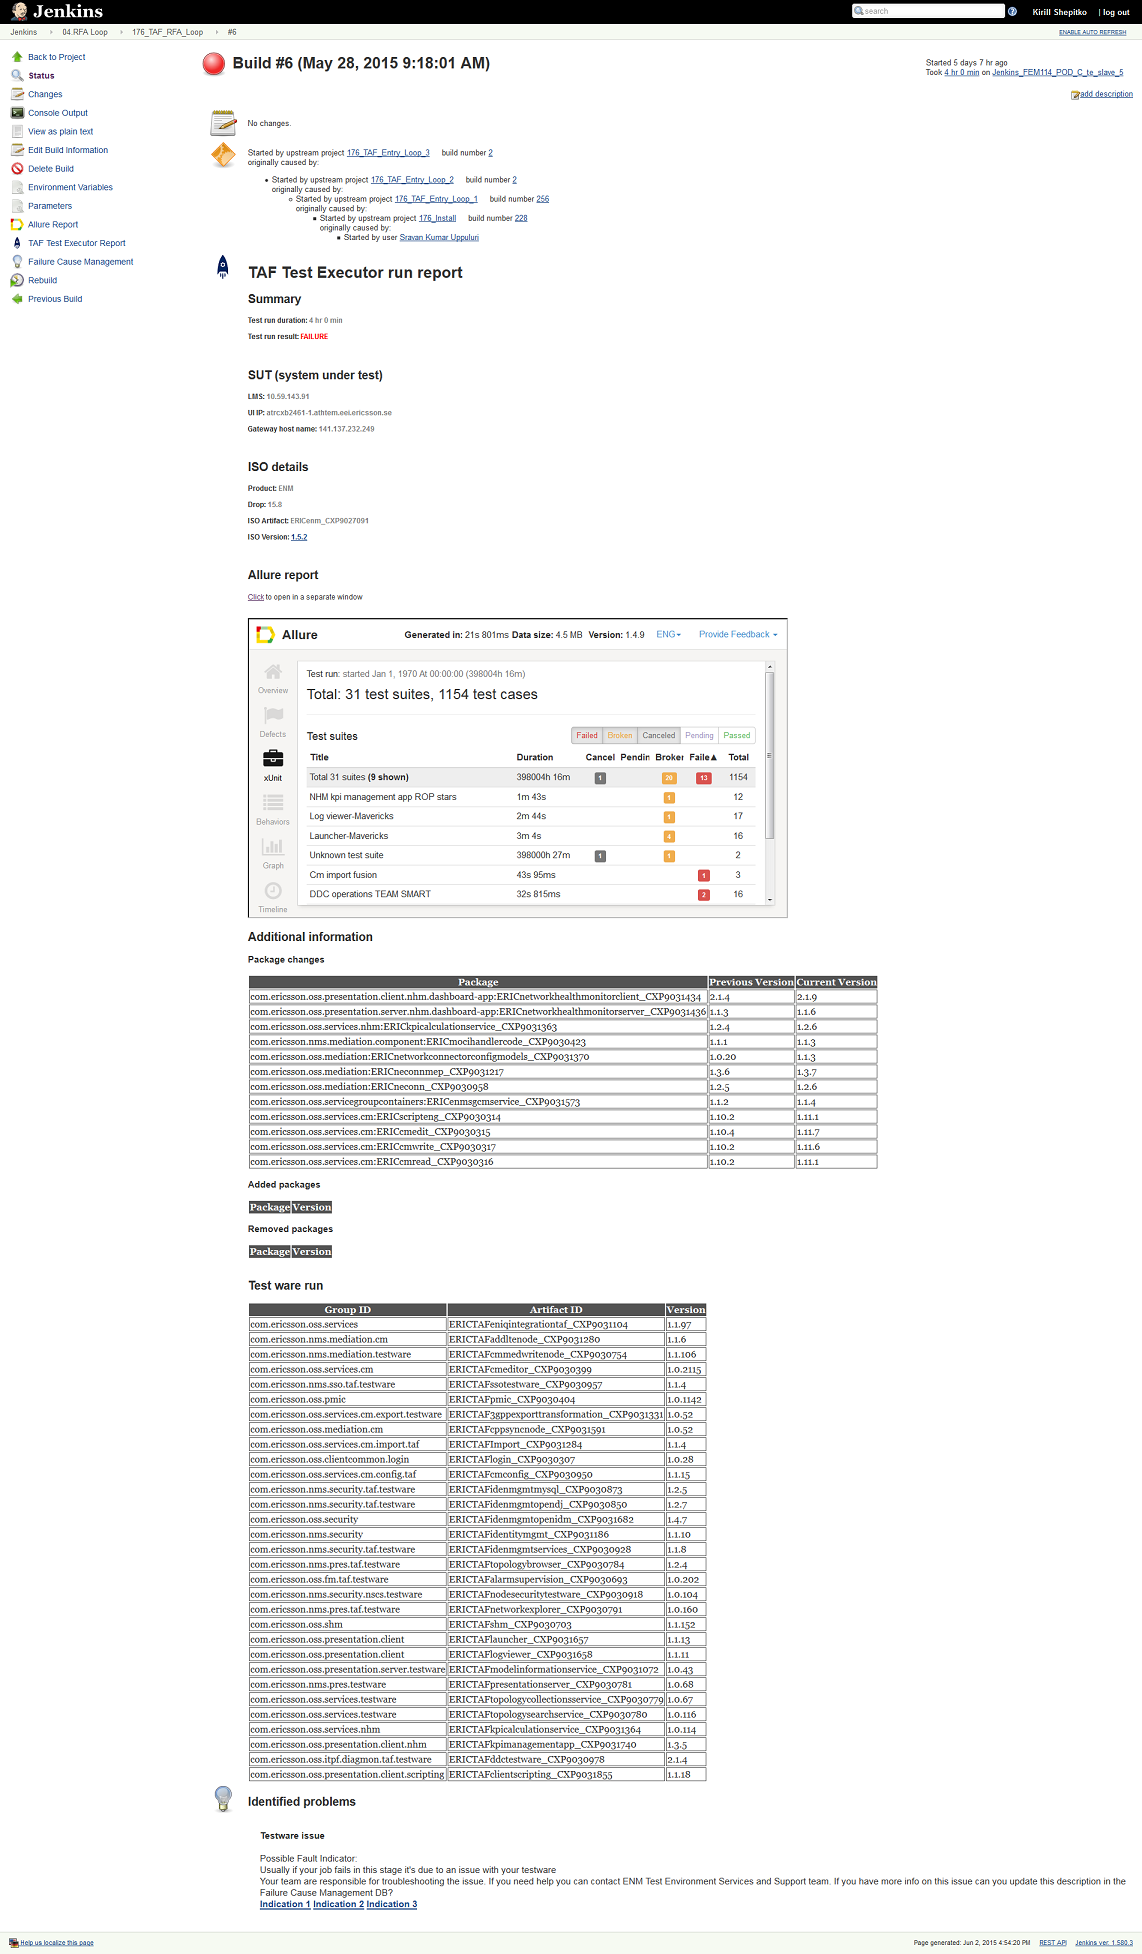 Jenkins
search
Kirill Shepitko | log out
Jenkins 04.RFA Loop 176_TAF_RFA_Loop #6
ENABLE AUTO REFRESH
Back to Project
Status
Changes
Console Output
View as plain text
Edit Build Information
Delete Build
Environment Variables
Parameters
Allure Report
TAF Test Executor Report
Failure Cause Management
Rebuild
Previous Build
Build #6 (May 28, 2015 9:18:01 AM)
Started 5 days 7 hr ago
Took 4 hr 0 min on Jenkins_FEM114_POD_C_te_slave_5
add description
No changes.
Started by upstream project 176_TAF_Entry_Loop_3 build number 2
originally caused by:
• Started by upstream project 176_TAF_Entry_Loop_2 build number 2
originally caused by:
Started by upstream project 176_TAF_Entry_Loop_1 build number 256
originally caused by:
Started by upstream project 176_Install build number 228
originally caused by:
Started by user Sravan Kumar Uppuluri
TAF Test Executor run report
Summary
Test run duration: 4 hr 0 min
Test run result: FAILURE
SUT (system under test)
LMS: 10.59.143.91
UI IP: atrcxb2461-1.athtem.eei.ericsson.se
Gateway host name: 141.137.232.249
ISO details
Product: ENM
Drop: 15.8
ISO Artifact: ERICenm_CXP9027091
ISO Version: 1.5.2
Allure report
Click to open in a separate window
Allure
Generated in: 21s 801ms Data size: 4.5 MB Version: 1.4.9 ENG Provide Feedback
Overview
Defects
xUnit
Behaviors
Graph
Timeline
Test run: started Jan 1, 1970 At 00:00:00 (398004h 16m)
Total: 31 test suites, 1154 test cases
Test suites
Failed Broken Canceled Pending Passed
Title Duration Cancel Pendin Broker Faile▲ Total
Total 31 suites (9 shown) 398004h 16m 1 20 13 1154
NHM kpi management app ROP stars 1m 43s 1 12
Log viewer-Mavericks 2m 44s 1 17
Launcher-Mavericks 3m 4s 4 16
Unknown test suite 398000h 27m 1 1 2
Cm import fusion 43s 95ms 1 3
DDC operations TEAM SMART 32s 815ms 2 16
Additional information
Package changes
Package Previous Version Current Version
com.ericsson.oss.presentation.client.nhm.dashboard-app:ERICnetworkhealthmonitorclient_CXP9031434 2.1.4 2.1.9
com.ericsson.oss.presentation.server.nhm.dashboard-app:ERICnetworkhealthmonitorserver_CXP9031436 1.1.3 1.1.6
com.ericsson.oss.services.nhm:ERICkpicalculationservice_CXP9031363 1.2.4 1.2.6
com.ericsson.nms.mediation.component:ERICmocihandlercode_CXP9030423 1.1.1 1.1.3
com.ericsson.oss.mediation:ERICnetworkconnectorconfigmodels_CXP9031370 1.0.20 1.1.3
com.ericsson.oss.mediation:ERICneconnmep_CXP9031217 1.3.6 1.3.7
com.ericsson.oss.mediation:ERICneconn_CXP9030958 1.2.5 1.2.6
com.ericsson.oss.servicegroupcontainers:ERICenmsgcmservice_CXP9031573 1.1.2 1.1.4
com.ericsson.oss.services.cm:ERICscripteng_CXP9030314 1.10.2 1.11.1
com.ericsson.oss.services.cm:ERICcmedit_CXP9030315 1.10.4 1.11.7
com.ericsson.oss.services.cm:ERICcmwrite_CXP9030317 1.10.2 1.11.6
com.ericsson.oss.services.cm:ERICcmread_CXP9030316 1.10.2 1.11.1
Added packages
Package Version
Removed packages
Package Version
Test ware run
Group ID Artifact ID Version
com.ericsson.oss.services ERICTAFeniqintegrationtaf_CXP9031104 1.1.97
com.ericsson.nms.mediation.cm ERICTAFaddltenode_CXP9031280 1.1.6
com.ericsson.nms.mediation.testware ERICTAFcmmedwritenode_CXP9030754 1.1.106
com.ericsson.oss.services.cm ERICTAFcmeditor_CXP9030399 1.0.2115
com.ericsson.nms.sso.taf.testware ERICTAFssotestware_CXP9030957 1.1.4
com.ericsson.oss.pmic ERICTAFpmic_CXP9030404 1.0.1142
com.ericsson.oss.services.cm.export.testware ERICTAF3gppexporttransformation_CXP9031331 1.0.52
com.ericsson.oss.mediation.cm ERICTAFcppsyncnode_CXP9031591 1.0.52
com.ericsson.oss.services.cm.import.taf ERICTAFImport_CXP9031284 1.1.4
com.ericsson.oss.clientcommon.login ERICTAFlogin_CXP9030307 1.0.28
com.ericsson.oss.services.cm.config.taf ERICTAFcmconfig_CXP9030950 1.1.15
com.ericsson.nms.security.taf.testware ERICTAFidenmgmtmysql_CXP9030873 1.2.5
com.ericsson.nms.security.taf.testware ERICTAFidenmgmtopendj_CXP9030850 1.2.7
com.ericsson.oss.security ERICTAFidenmgmtopenidm_CXP9031682 1.4.7
com.ericsson.nms.security ERICTAFidentitymgmt_CXP9031186 1.1.10
com.ericsson.nms.security.taf.testware ERICTAFidenmgmtservices_CXP9030928 1.1.8
com.ericsson.nms.pres.taf.testware ERICTAFtopologybrowser_CXP9030784 1.2.4
com.ericsson.oss.fm.taf.testware ERICTAFalarmsupervision_CXP9030693 1.0.202
com.ericsson.nms.security.nscs.testware ERICTAFnodesecuritytestware_CXP9030918 1.0.104
com.ericsson.nms.pres.taf.testware ERICTAFnetworkexplorer_CXP9030791 1.0.160
com.ericsson.oss.shm ERICTAFshm_CXP9030703 1.1.152
com.ericsson.oss.presentation.client ERICTAFlauncher_CXP9031657 1.1.13
com.ericsson.oss.presentation.client ERICTAFlogviewer_CXP9031658 1.1.11
com.ericsson.oss.presentation.server.testware ERICTAFmodelinformationservice_CXP9031072 1.0.43
com.ericsson.nms.pres.testware ERICTAFpresentationserver_CXP9030781 1.0.68
com.ericsson.oss.services.testware ERICTAFtopologycollectionsservice_CXP9030779 1.0.67
com.ericsson.oss.services.testware ERICTAFtopologysearchservice_CXP9030780 1.0.116
com.ericsson.oss.services.nhm ERICTAFkpicalculationservice_CXP9031364 1.0.114
com.ericsson.oss.presentation.client.nhm ERICTAFkpimanagementapp_CXP9031740 1.3.5
com.ericsson.oss.itpf.diagmon.taf.testware ERICTAFddctestware_CXP9030978 2.1.4
com.ericsson.oss.presentation.client.scripting ERICTAFclientscripting_CXP9031855 1.1.18
Identified problems
Testware issue
Possible Fault Indicator:
Usually if your job fails in this stage it's due to an issue with your testware
Your team are responsible for troubleshooting the issue. If you need help you can contact ENM Test Environment Services and Support team. If you have more info on this issue can you update this description in the
Failure Cause Management DB?
Indication 1 Indication 2 Indication 3
Help us localize this page
Page generated: Jun 2, 2015 4:54:20 PM REST API Jenkins ver. 1.580.3